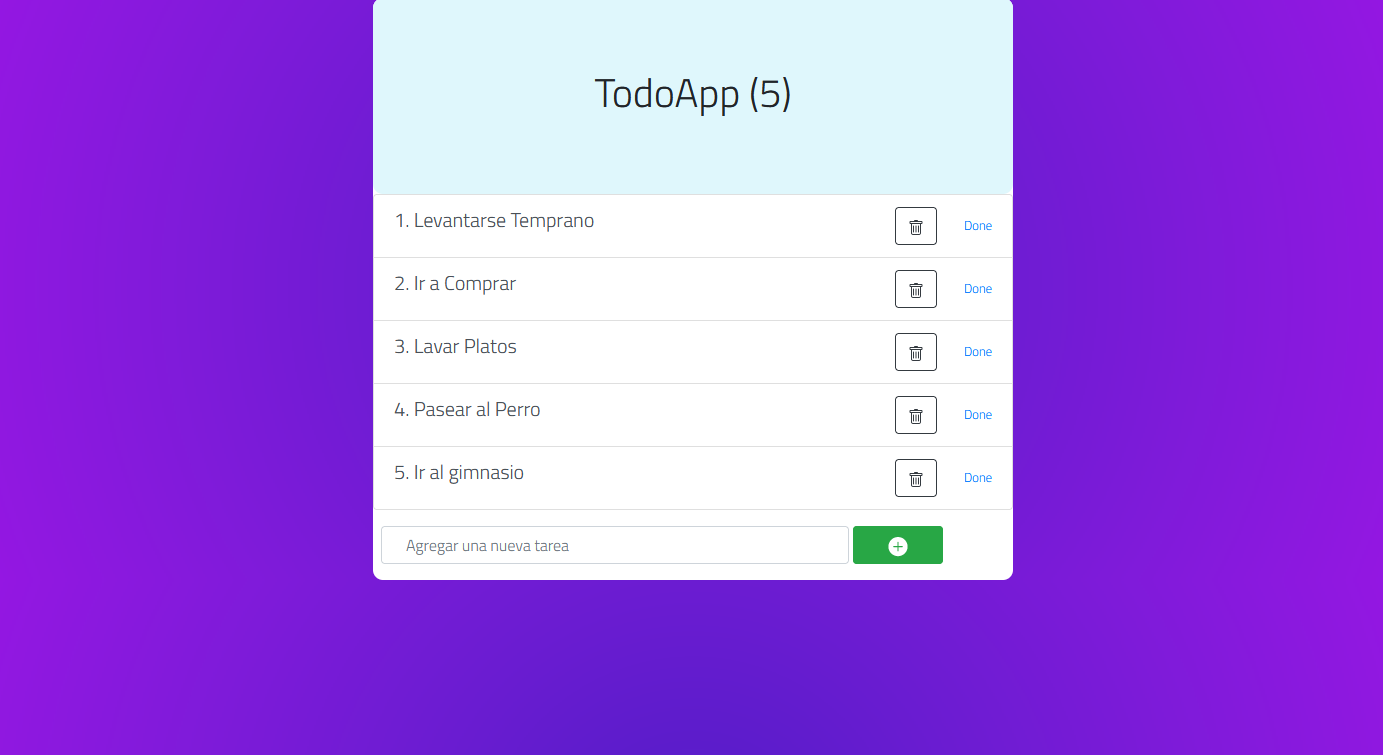 TodoApp (5)
1. Levantarse Temprano
Done
2. Ir a Comprar
Done
3. Lavar Platos
Done
4. Pasear al Perro
Done
5. Ir al gimnasio
Done
Agregar una nueva tarea